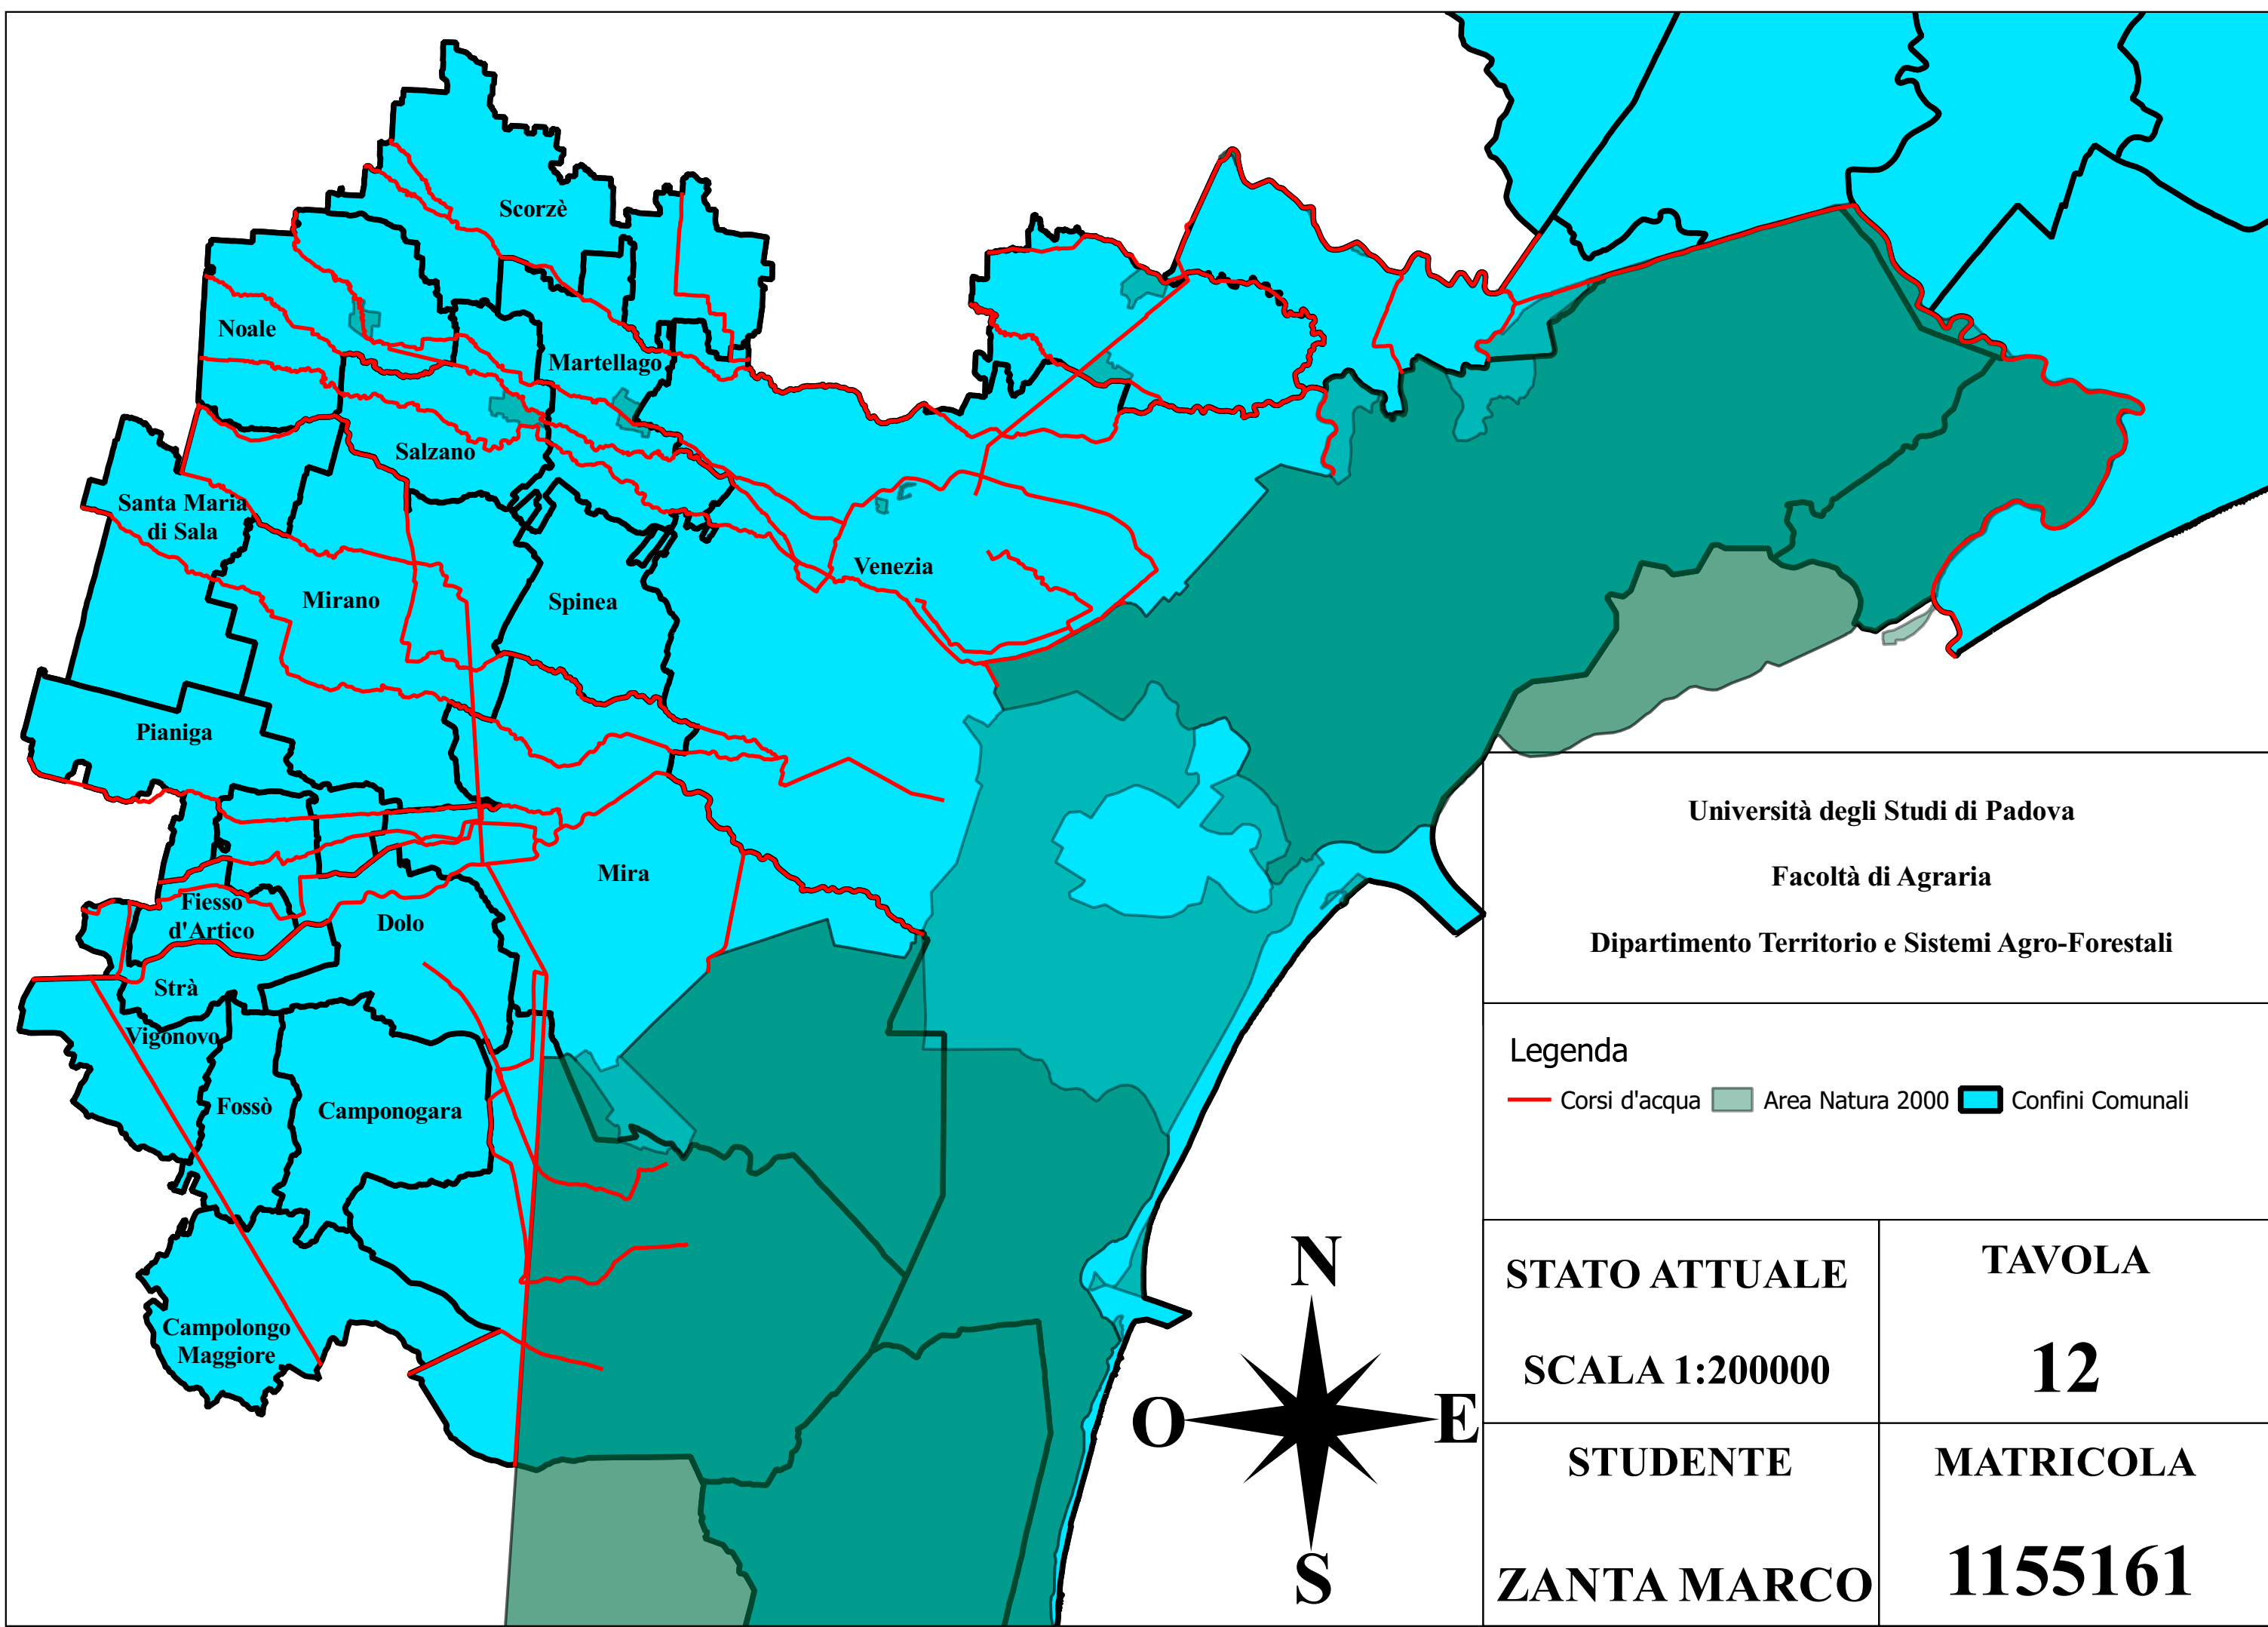 Scorzè
Noale
Martellago
Salzano
Santa Maria
di Sala
Venezia
Mirano
Spinea
Pianiga
Mira
Fiesso
d'Artico
Dolo
Strà
Vigonovo
Fossò
Camponogara
Campolongo
Maggiore
N
O
E
S
Università degli Studi di Padova
Facoltà di Agraria
Dipartimento Territorio e Sistemi Agro-Forestali
Legenda
Corsi d'acqua Area Natura 2000 Confini Comunali
STATO ATTUALE
SCALA 1:200000
TAVOLA
12
STUDENTE
ZANTA MARCO
MATRICOLA
1155161